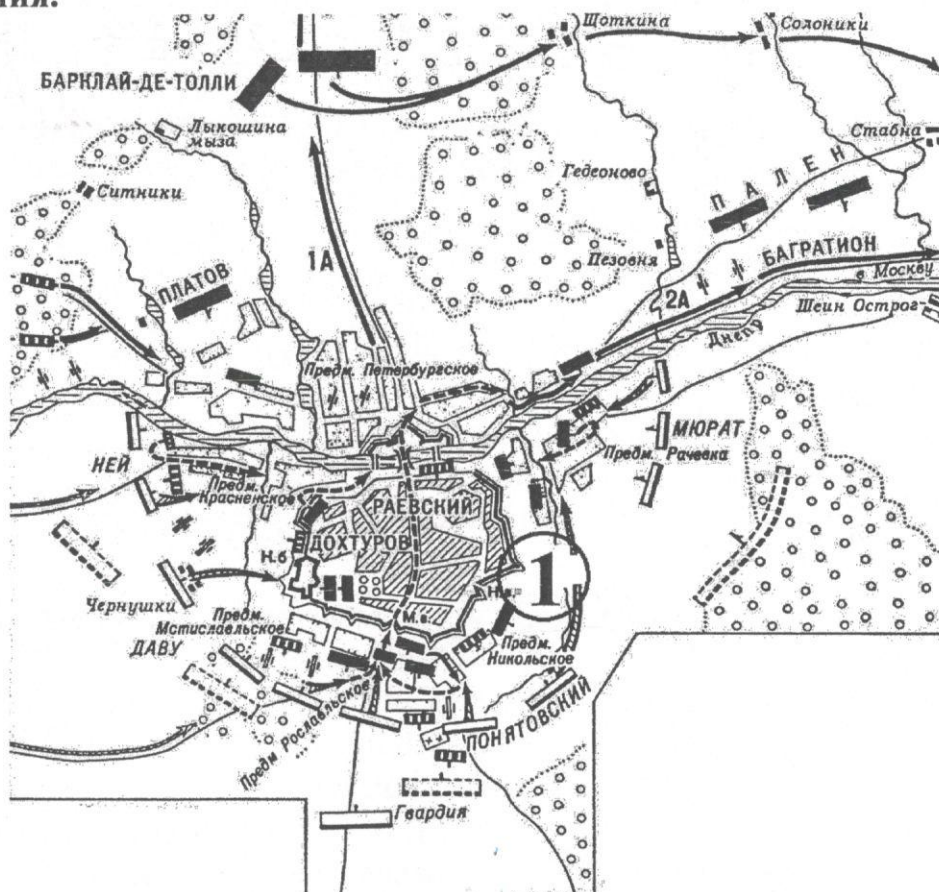 ния.
Щоткина
Солоники
БАРКЛАЙ-ДЕ-ТОЛЛИ
Лыкошина
мыза
Стабна
Ситники
Гедеоново
ПАЛЕН
1А
Пезовня
БАГРАТИОН
ПЛАТОВ
2А
в Москву
Шеин Острог
Днепр
Предм. Петербургское
МЮРАТ
НЕЙ
Предм. Рачевка
Предм.
Красненское
РАЕВСКИЙ
ДОХТУРОВ
Н.б
1
Чернушки
Предм.
Мстиславльское
М.в.
Предм.
Никольское
ДАВУ
Предм Рославльское
ПОНЯТОВСКИЙ
Гвардия